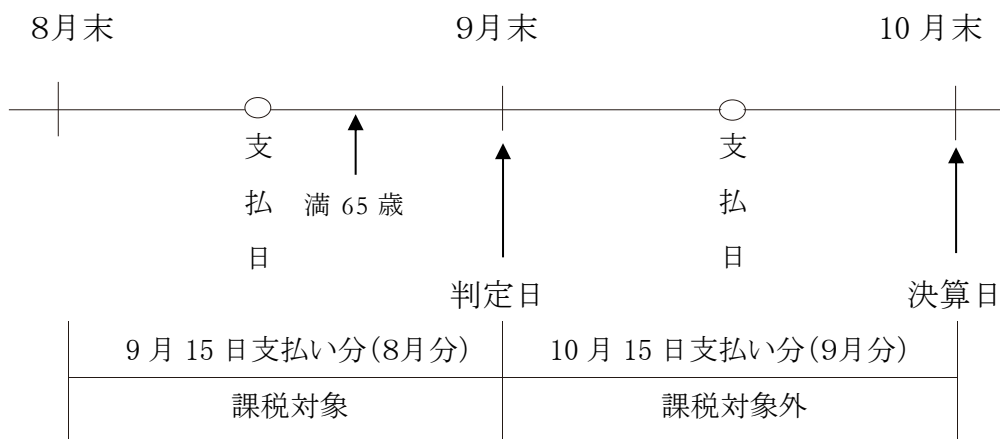 8月末
9月末
10月末
支払日
満 65 歳
支払日
判定日
決算日
9月15日支払い分(8月分)
10月15日支払い分(9月分)
課税対象
課税対象外